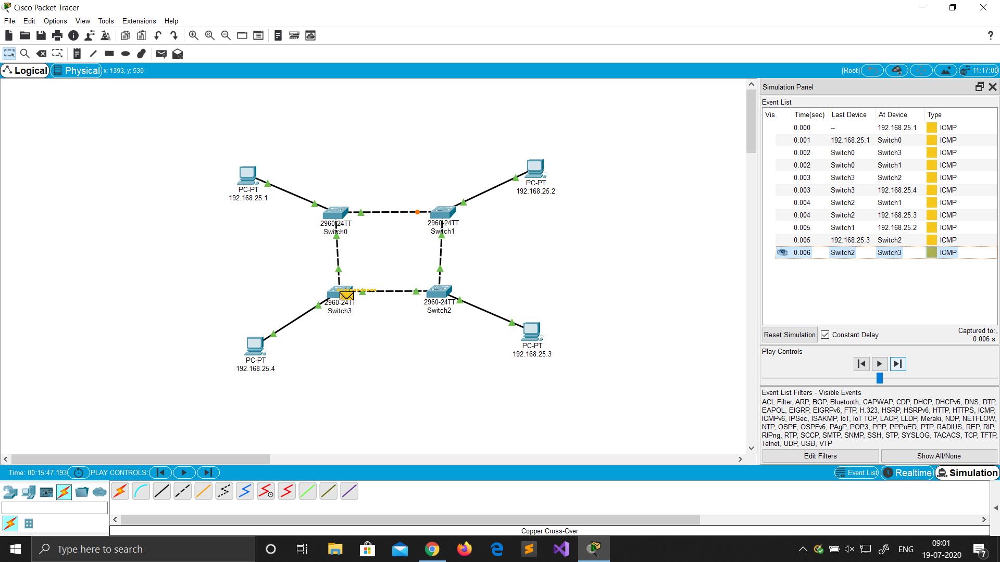 Cisco Packet Tracer
File Edit Options View Tools Extensions Help
Logical Physical x: 1393, y: 530 [Root] 11:17:00
Simulation Panel
Event List
Vis. Time(sec) Last Device At Device Type
0.000 -- 192.168.25.1 ICMP
0.001 192.168.25.1 Switch0 ICMP
0.002 Switch0 Switch3 ICMP
0.002 Switch0 Switch1 ICMP
0.003 Switch3 Switch2 ICMP
0.003 Switch3 192.168.25.4 ICMP
0.004 Switch2 Switch1 ICMP
0.004 Switch2 192.168.25.3 ICMP
0.005 Switch1 192.168.25.2 ICMP
0.005 192.168.25.3 Switch2 ICMP
0.006 Switch2 Switch3 ICMP
PC-PT
192.168.25.1
PC-PT
192.168.25.2
2960-24TT
Switch0
2960-24TT
Switch1
2960-24TT
Switch3
2960-24TT
Switch2
PC-PT
192.168.25.4
PC-PT
192.168.25.3
Reset Simulation Constant Delay Captured to:
0.006 s
Play Controls
Event List Filters - Visible Events
ACL Filter, ARP, BGP, Bluetooth, CAPWAP, CDP, DHCP, DHCPv6, DNS, DTP,
EAPOL, EIGRP, EIGRPv6, FTP, H.323, HSRP, HSRPv6, HTTP, HTTPS, ICMP,
ICMPv6, IPSec, ISAKMP, IoT, IoT TCP, LACP, LLDP, Meraki, NDP, NETFLOW,
NTP, OSPF, OSPFv6, PAgP, POP3, PPP, PPPoED, PTP, RADIUS, REP, RIP,
RIPng, RTP, SCCP, SMTP, SNMP, SSH, STP, SYSLOG, TACACS, TCP, TFTP,
Telnet, UDP, USB, VTP
Edit Filters Show All/None
Time: 00:15:47.193 PLAY CONTROLS: Event List Realtime Simulation
Copper Cross-Over
Type here to search
ENG
09:01
19-07-2020
7